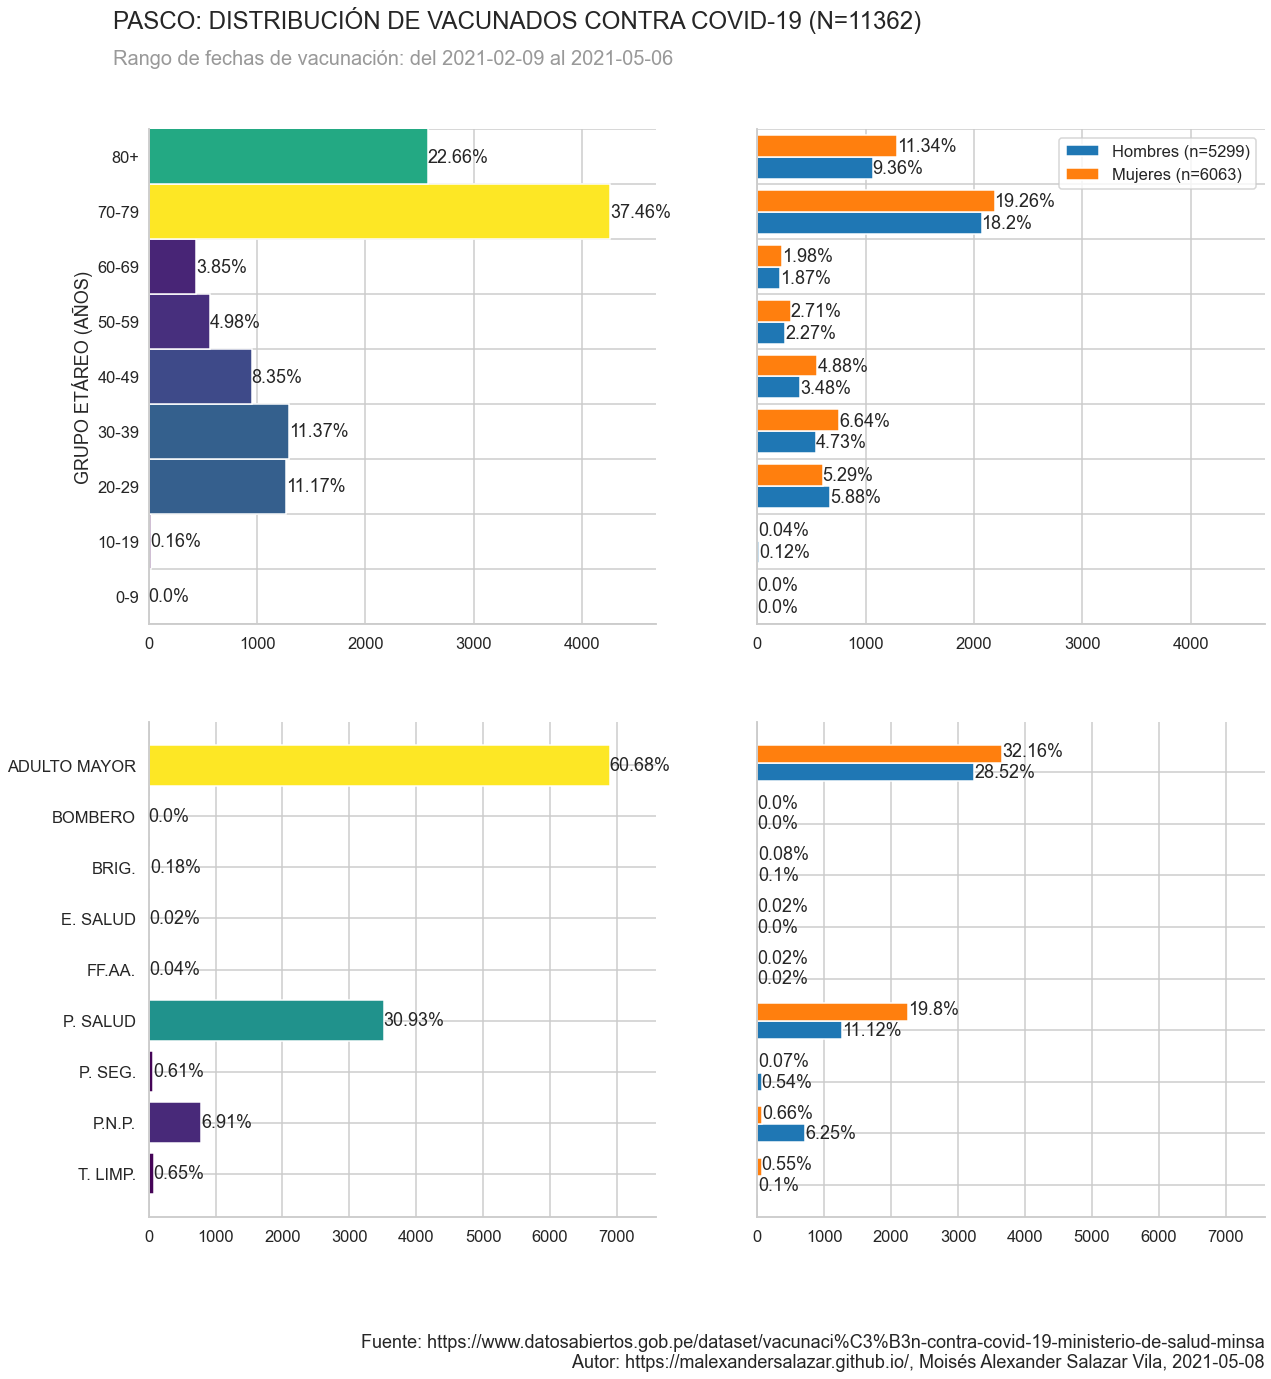 PASCO: DISTRIBUCIÓN DE VACUNADOS CONTRA COVID-19 (N=11362)
Rango de fechas de vacunación: del 2021-02-09 al 2021-05-06
GRUPO ETÁREO (AÑOS)
80+ 22.66%
70-79 37.46%
60-69 3.85%
50-59 4.98%
40-49 8.35%
30-39 11.37%
20-29 11.17%
10-19 0.16%
0-9 0.0%
0 1000 2000 3000 4000
Hombres (n=5299)
Mujeres (n=6063)
11.34%
9.36%
19.26%
18.2%
1.98%
1.87%
2.71%
2.27%
4.88%
3.48%
6.64%
4.73%
5.29%
5.88%
0.04%
0.12%
0.0%
0.0%
0 1000 2000 3000 4000
ADULTO MAYOR 60.68%
BOMBERO 0.0%
BRIG. 0.18%
E. SALUD 0.02%
FF.AA. 0.04%
P. SALUD 30.93%
P. SEG. 0.61%
P.N.P. 6.91%
T. LIMP. 0.65%
0 1000 2000 3000 4000 5000 6000 7000
32.16%
28.52%
0.0%
0.0%
0.08%
0.1%
0.02%
0.0%
0.02%
0.02%
19.8%
11.12%
0.07%
0.54%
0.66%
6.25%
0.55%
0.1%
0 1000 2000 3000 4000 5000 6000 7000
Fuente: https://www.datosabiertos.gob.pe/dataset/vacunaci%C3%B3n-contra-covid-19-ministerio-de-salud-minsa
Autor: https://malexandersalazar.github.io/, Moisés Alexander Salazar Vila, 2021-05-08